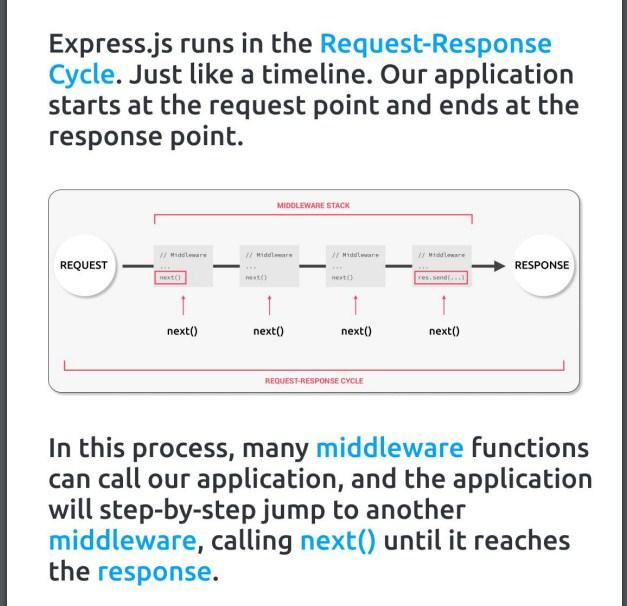 Express.js runs in the Request-Response
Cycle. Just like a timeline. Our application
starts at the request point and ends at the
response point.
MIDDLEWARE STACK
REQUEST
// Middleware
...
next()
// Middleware
...
next()
// Middleware
...
next()
// Middleware
...
res.send(...)
RESPONSE
next()
next()
next()
next()
REQUEST-RESPONSE CYCLE
In this process, many middleware functions
can call our application, and the application
will step-by-step jump to another
middleware, calling next() until it reaches
the response.